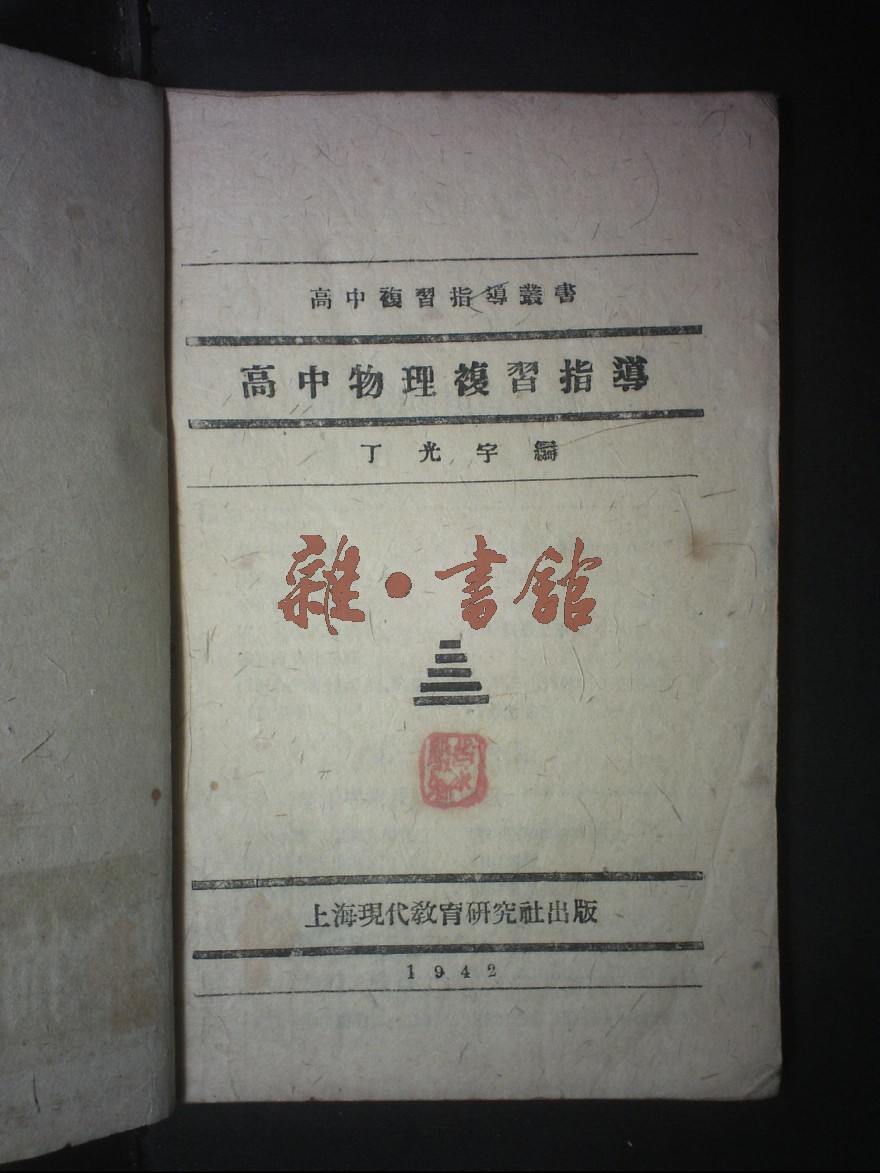 高中複習指導叢書
高中物理複習指導
丁光宇編
雜·書館
上海現代教育研究社出版
1942